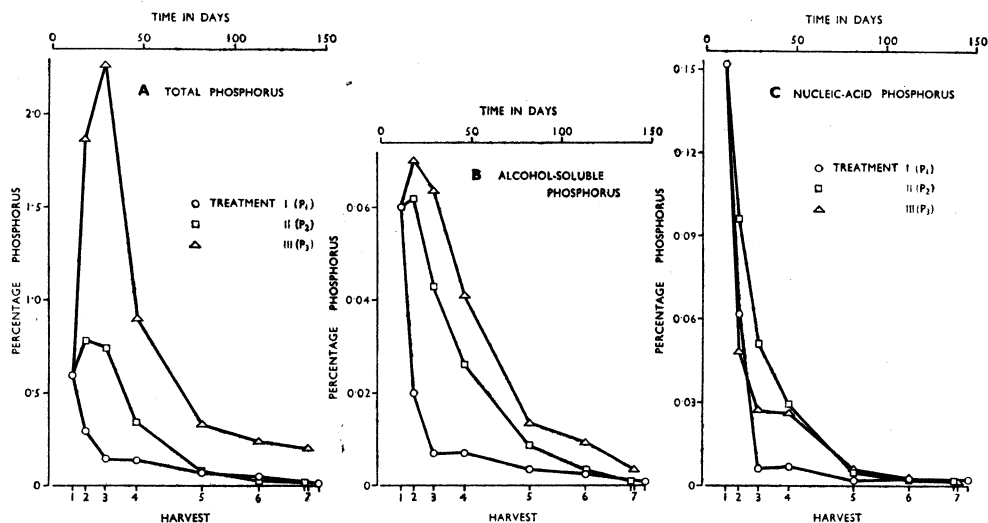 TIME IN DAYS
0 50 100 150
A TOTAL PHOSPHORUS
2·0
1·5
1·0
0·5
0
PERCENTAGE PHOSPHORUS
TREATMENT I (P₁)
II (P₂)
III (P₃)
1 2 3 4 5 6 7
HARVEST
TIME IN DAYS
0 50 100 150
B ALCOHOL-SOLUBLE
PHOSPHORUS
0·06
0·04
0·02
0
PERCENTAGE PHOSPHORUS
1 2 3 4 5 6 7
HARVEST
TIME IN DAYS
0 50 100 150
C NUCLEIC-ACID PHOSPHORUS
0·15
0·12
0·09
0·06
0·03
0
PERCENTAGE PHOSPHORUS
TREATMENT I (P₁)
II (P₂)
III (P₃)
1 2 3 4 5 6 7
HARVEST